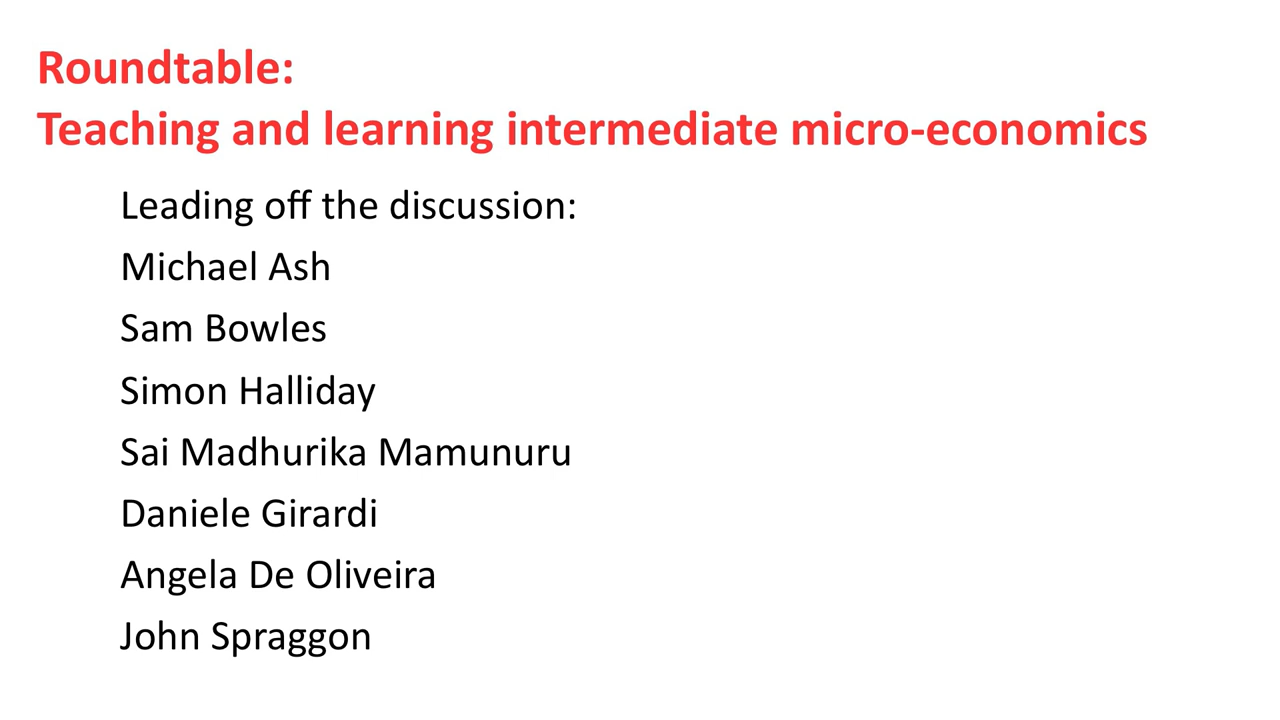 Roundtable:
Teaching and learning intermediate micro-economics
Leading off the discussion:
Michael Ash
Sam Bowles
Simon Halliday
Sai Madhurika Mamunuru
Daniele Girardi
Angela De Oliveira
John Spraggon